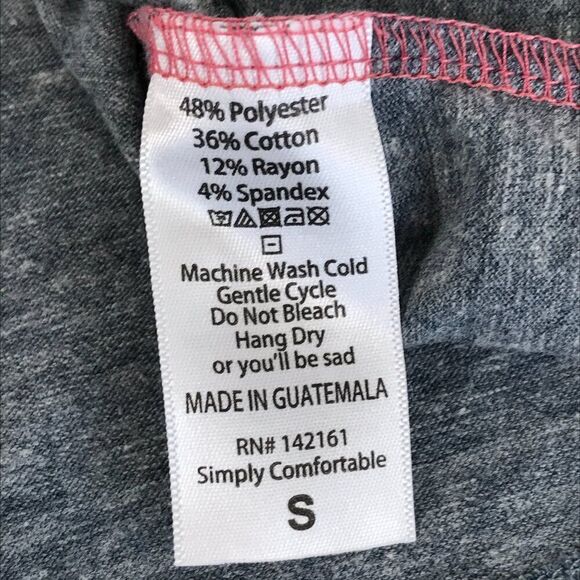 48% Polyester
36% Cotton
12% Rayon
4% Spandex
Machine Wash Cold
Gentle Cycle
Do Not Bleach
Hang Dry
or you'll be sad
MADE IN GUATEMALA
RN# 142161
Simply Comfortable
S